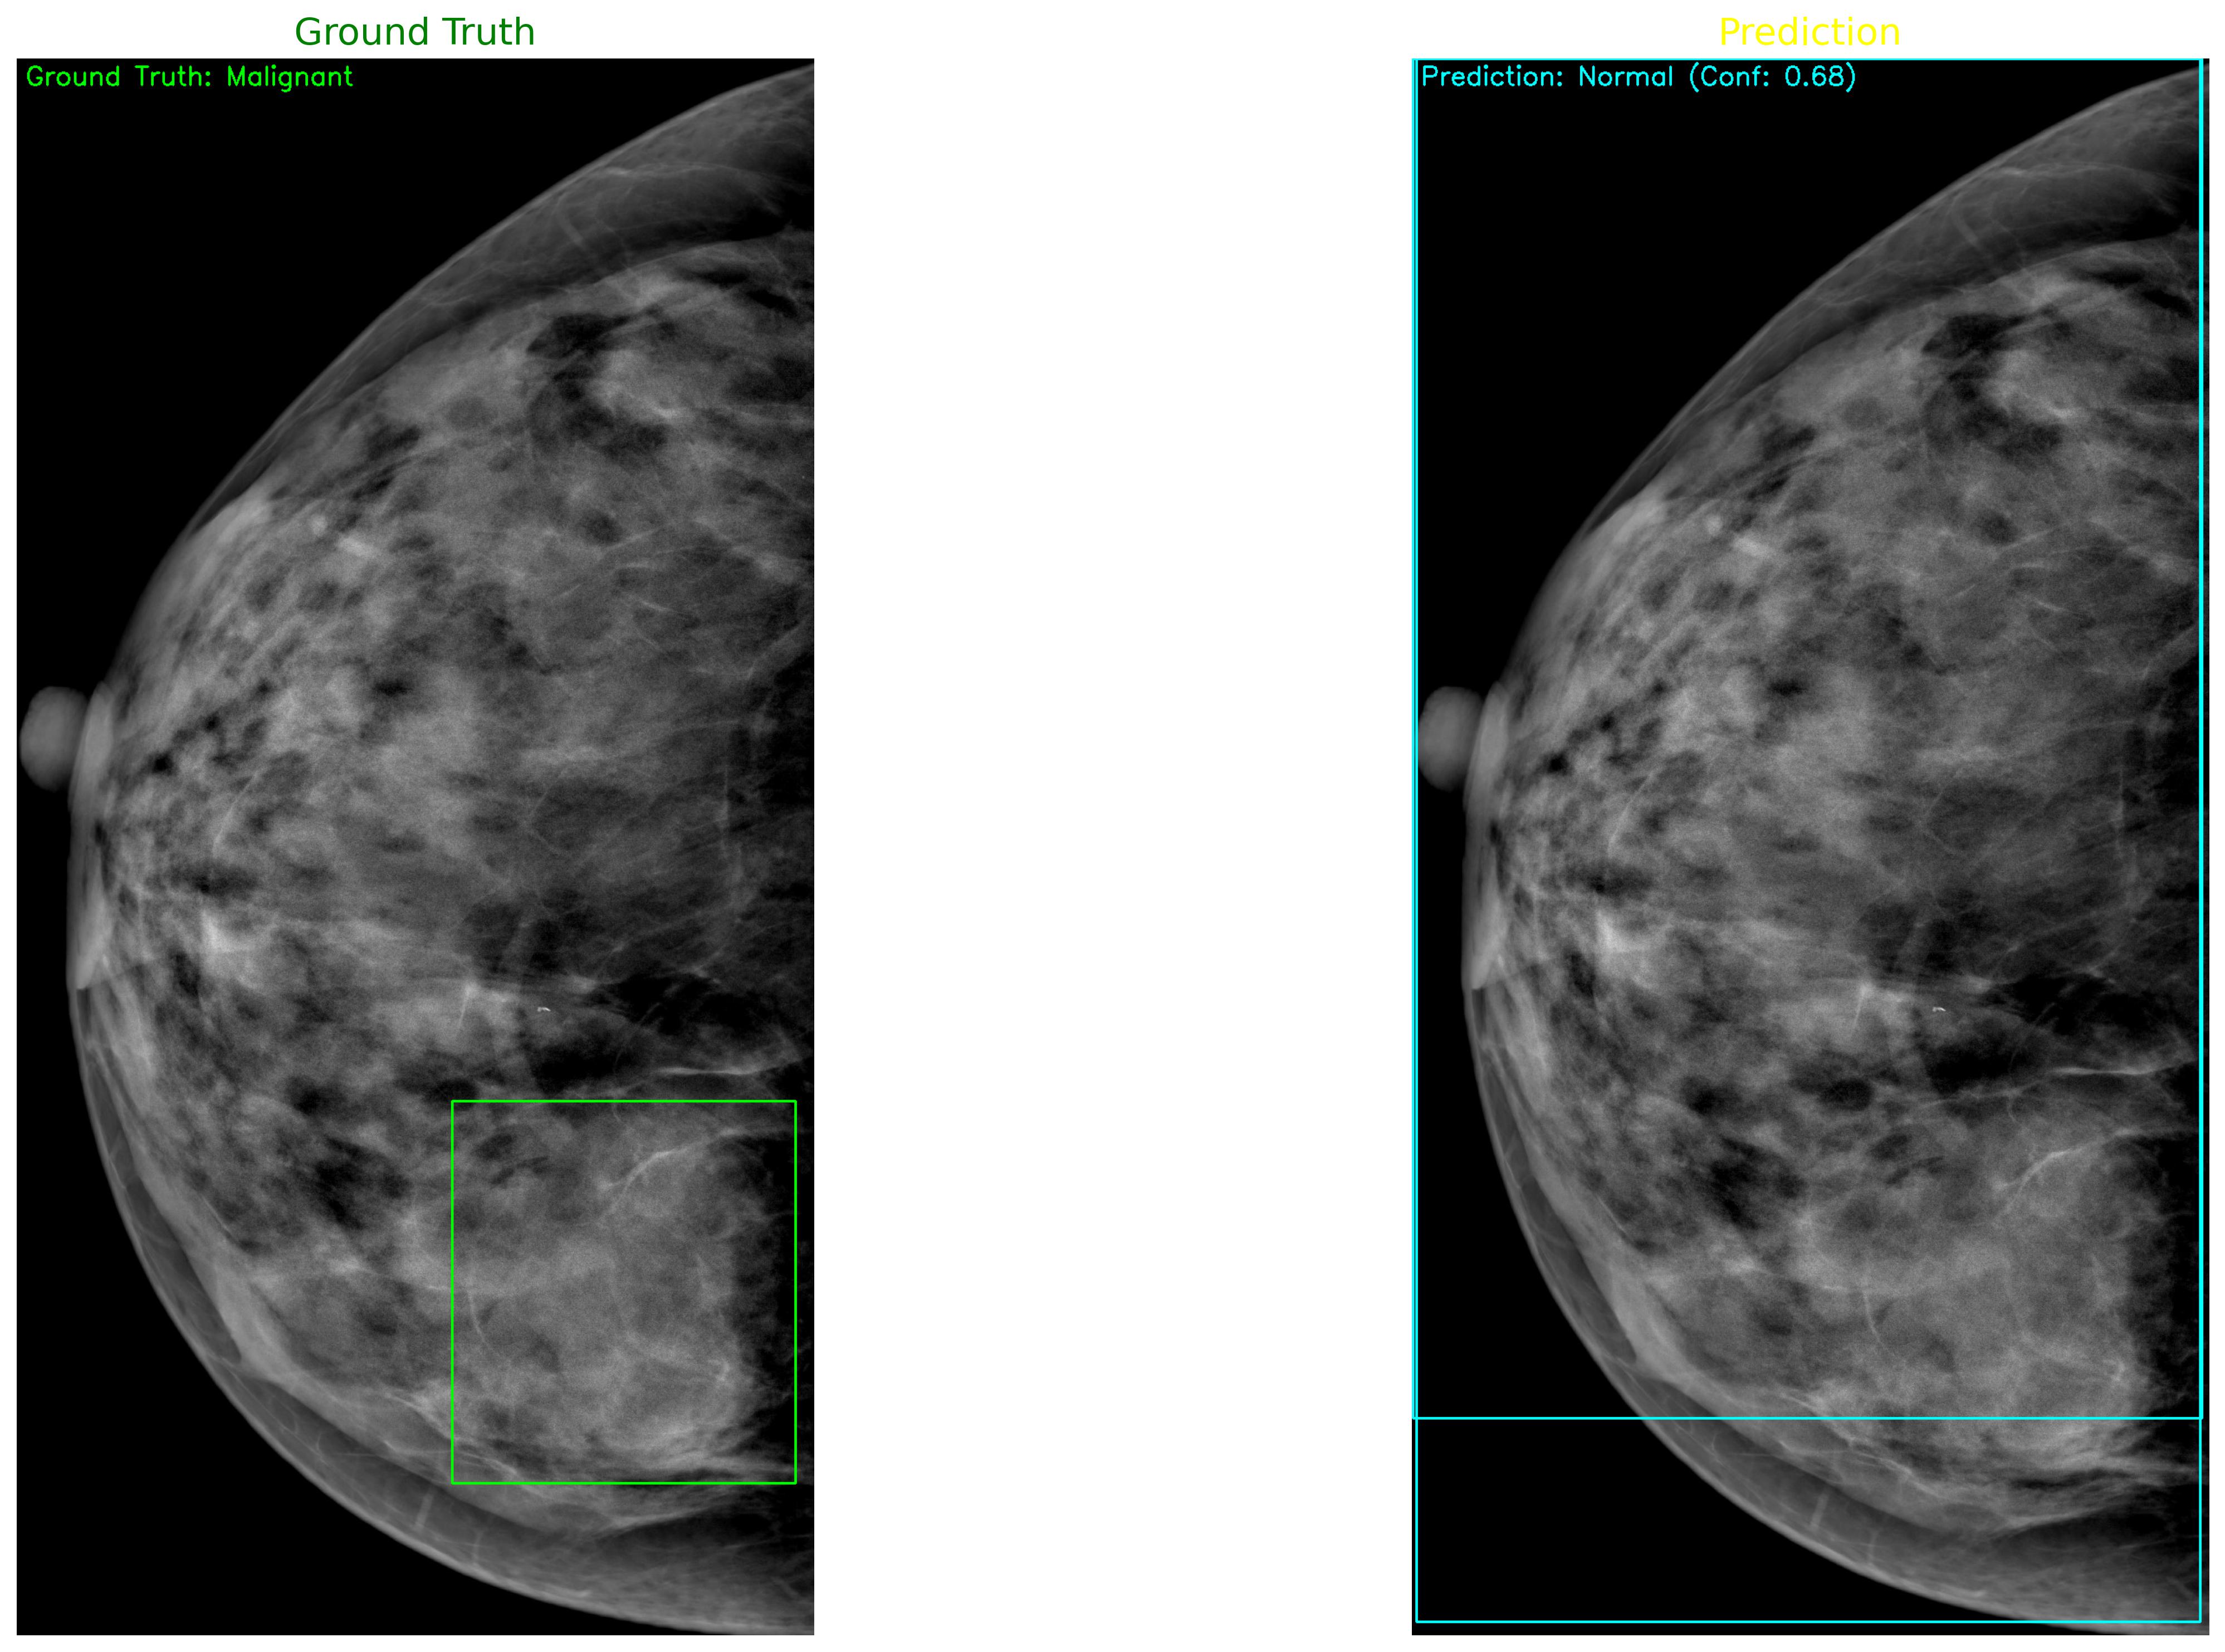 Ground Truth
Ground Truth: Malignant
Prediction
Prediction: Normal (Conf: 0.68)